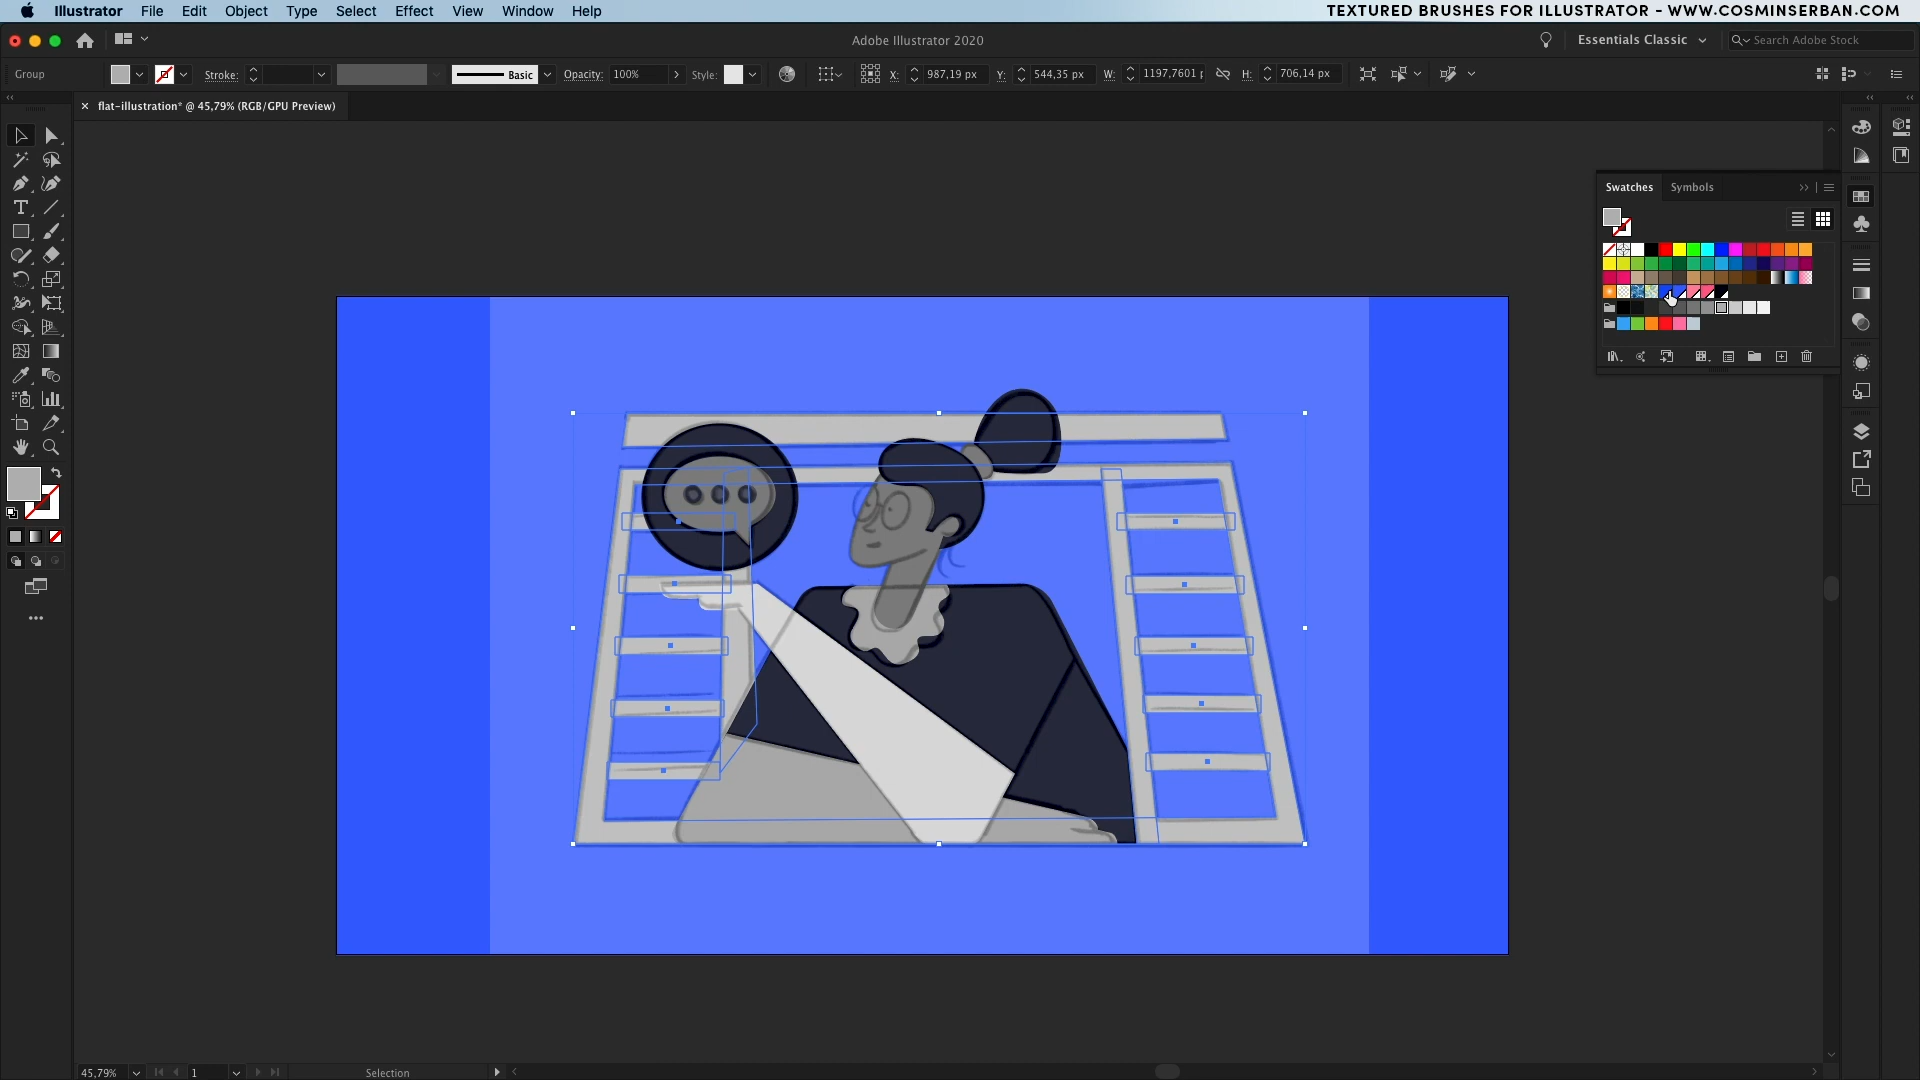 Illustrator File Edit Object Type Select Effect View Window Help
TEXTURED BRUSHES FOR ILLUSTRATOR - WWW.COSMINSERBAN.COM
Adobe Illustrator 2020
Essentials Classic
Search Adobe Stock
Group Stroke: Basic Opacity: 100% Style: X: 987,19 px Y: 544,35 px W: 1197,7601 p H: 706,14 px
× flat-illustration* @ 45,79% (RGB/GPU Preview)
Swatches Symbols
45,79% 1 Selection